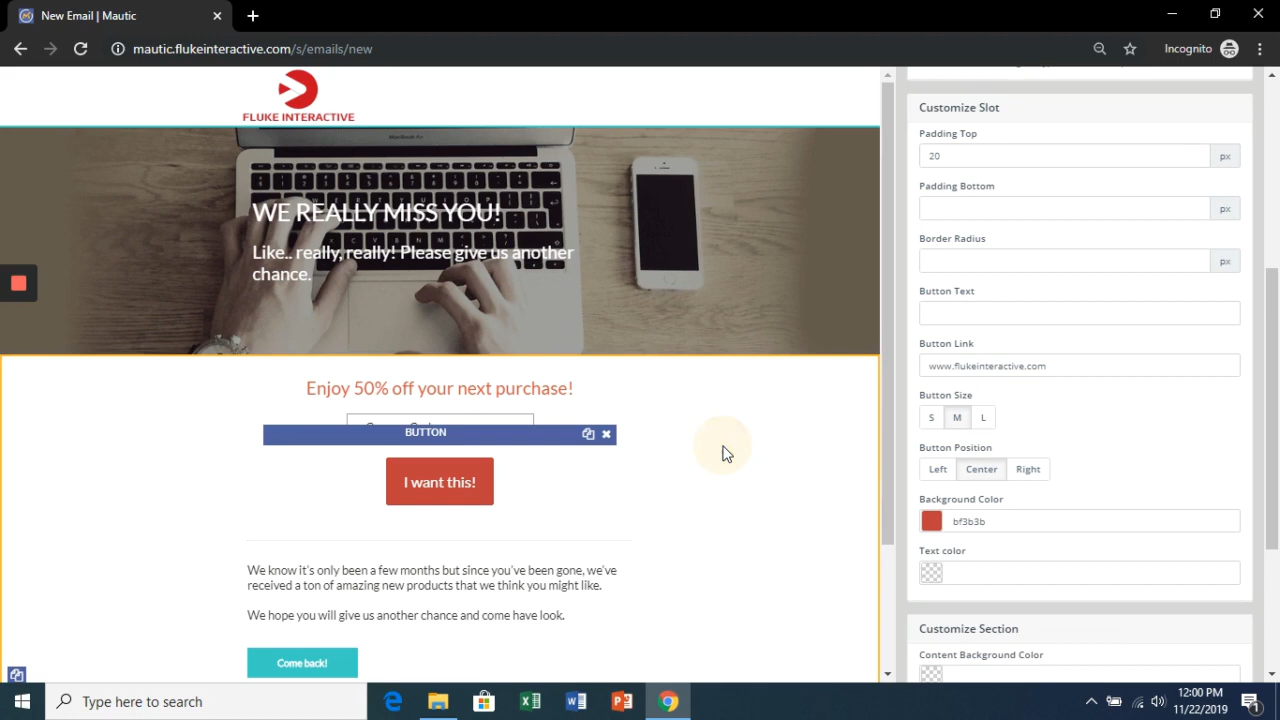 New Email | Mautic
mautic.flukeinteractive.com/s/emails/new
Incognito
FLUKE INTERACTIVE
MacBook Pro
WE REALLY MISS YOU!
Like.. really, really! Please give us another
chance.
Enjoy 50% off your next purchase!
BUTTON
I want this!
We know it's only been a few months but since you've been gone, we've
received a ton of amazing new products that we think you might like.
We hope you will give us another chance and come have look.
Come back!
Customize Slot
Padding Top
20 px
Padding Bottom
px
Border Radius
px
Button Text
Button Link
www.flukeinteractive.com
Button Size
S M L
Button Position
Left Center Right
Background Color
bf3b3b
Text color
Customize Section
Content Background Color
Type here to search
12:00 PM
11/22/2019
1